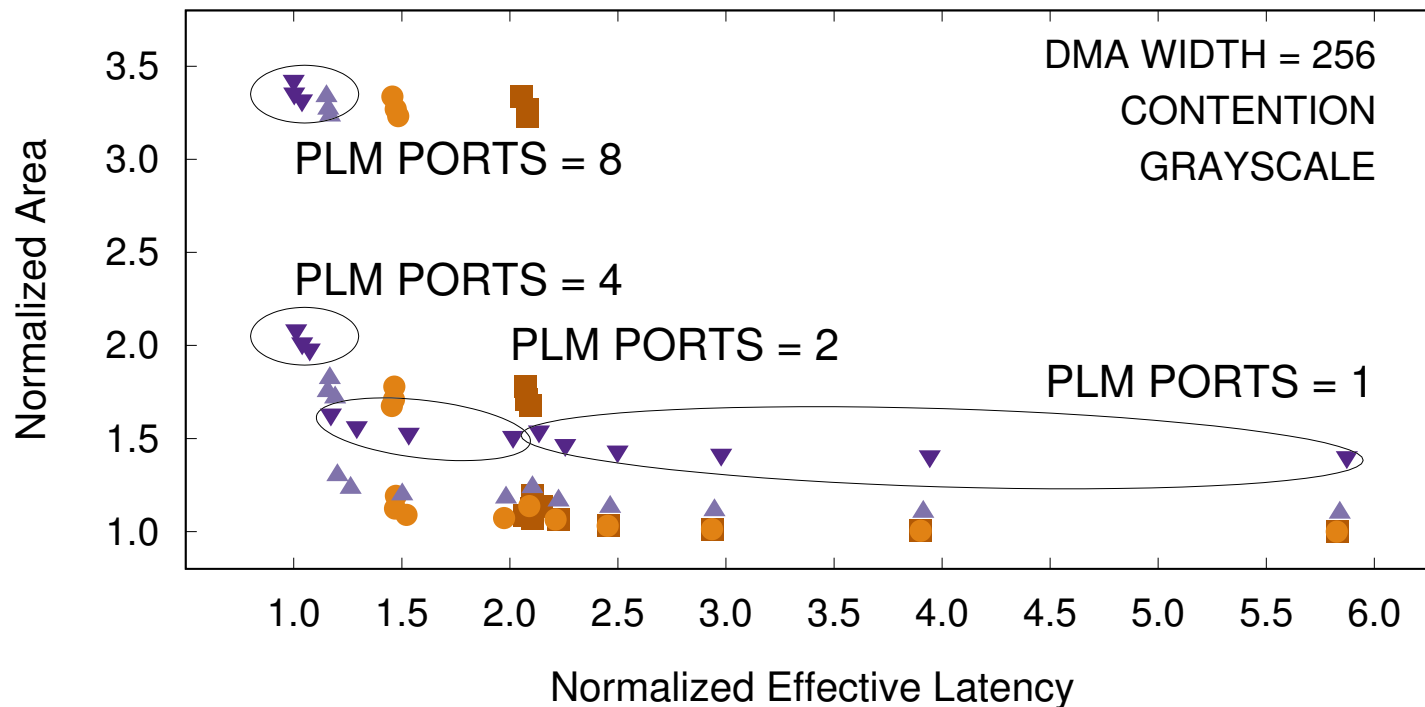 DMA WIDTH = 256
CONTENTION
GRAYSCALE
Normalized Area
3.5
3.0
2.5
2.0
1.5
1.0
PLM PORTS = 8
PLM PORTS = 4
PLM PORTS = 2
PLM PORTS = 1
1.0 1.5 2.0 2.5 3.0 3.5 4.0 4.5 5.0 5.5 6.0
Normalized Effective Latency